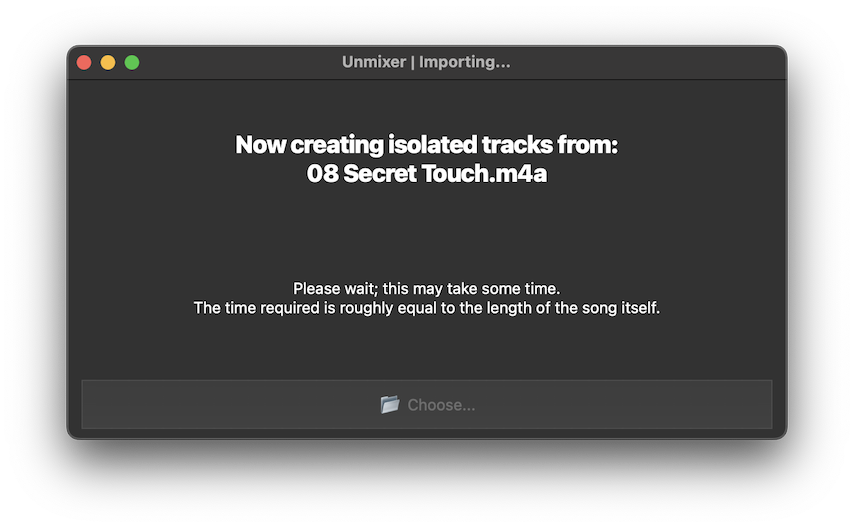 Unmixer | Importing...
Now creating isolated tracks from:
08 Secret Touch.m4a
Please wait; this may take some time.
The time required is roughly equal to the length of the song itself.
Choose...